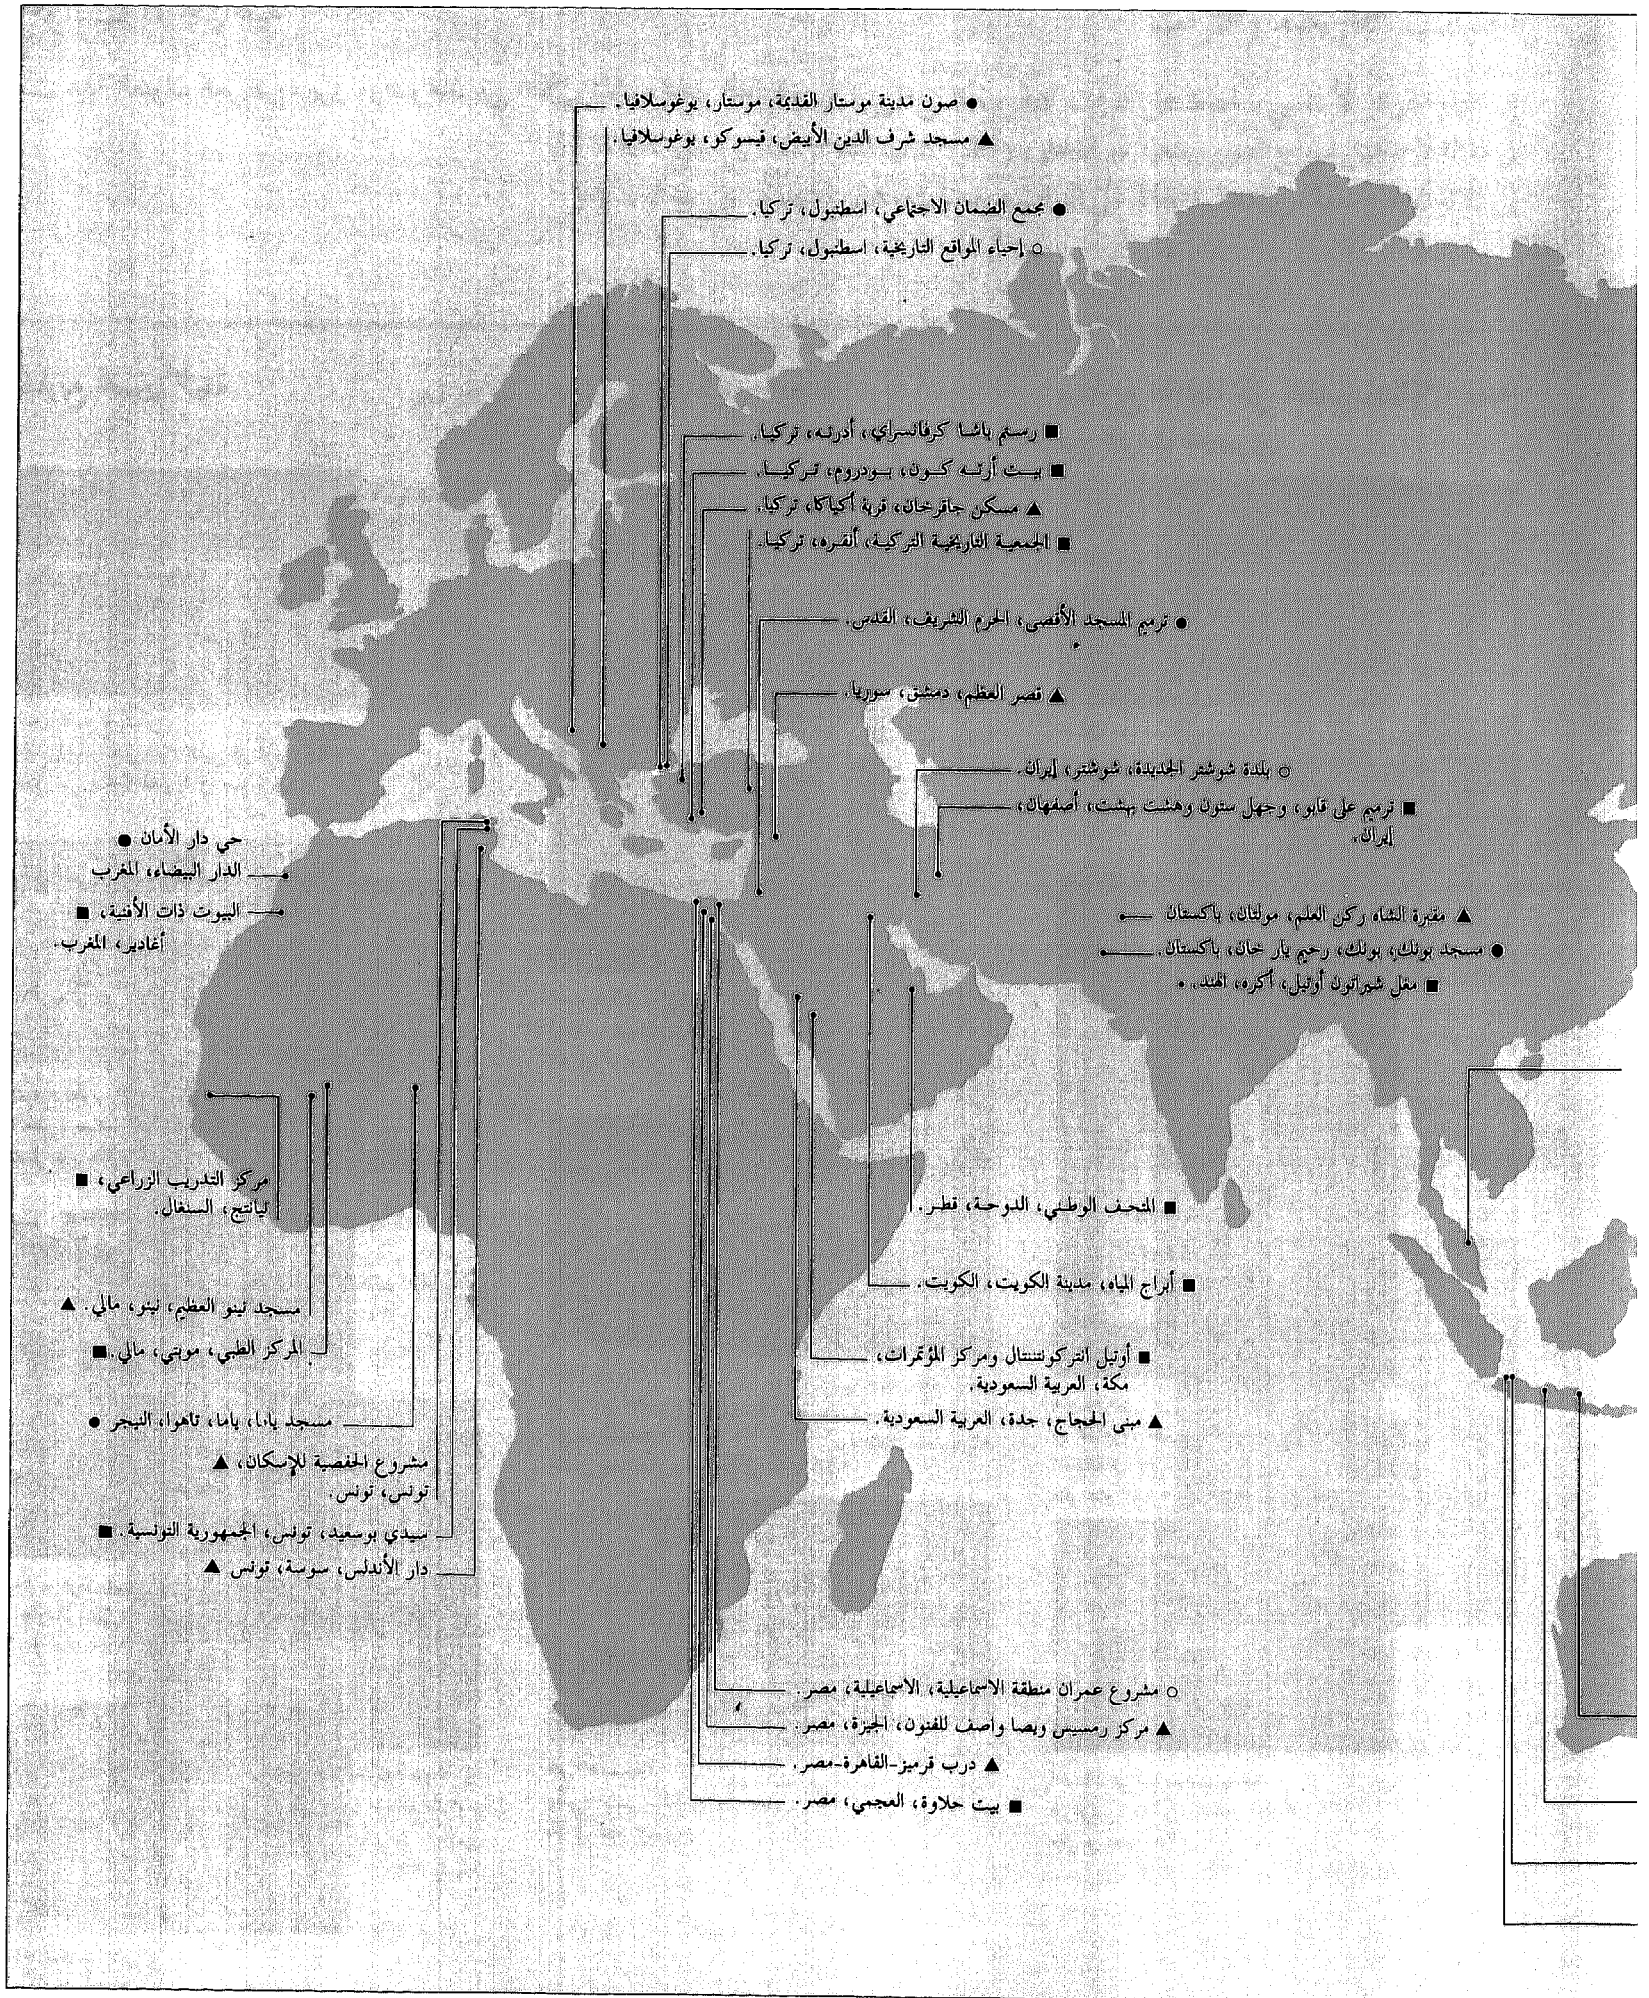 ● صون مدينة موستار القديمة، موستار، يوغوسلافيا.
▲ مسجد شرف الدين الأبيض، فيسوكو، يوغوسلافيا.
● مجمع الضمان الاجتماعي، اسطنبول، تركيا.
○ إحياء المواقع التاريخية، اسطنبول، تركيا.
■ رستم باشا كرفانسراي، أدرنه، تركيا.
■ بيت أرته كون، بودروم، تركيا.
▲ مسكن جاقرخان، قرية أكياكا، تركيا.
■ الجمعية التاريخية التركية، أنقره، تركيا.
● ترميم المسجد الأقصى، الحرم الشريف، القدس.
▲ قصر العظم، دمشق، سوريا.
○ بلدة شوشتر الجديدة، شوشتر، إيران.
■ ترميم على قابو، وجهل ستون وهشت بهشت، أصفهان،
إيران.
▲ مقبرة الشاه ركن العلم، مولتان، باكستان
● مسجد بونك، بونك، رحيم يار خان، باكستان.
■ مغل شيراتون أوتيل، أكره، الهند.
حي دار الأمان ●
الدار البيضاء، المغرب
البيوت ذات الأفنية، ■
أغادير، المغرب.
مركز التدريب الزراعي، ■
نيانتج، السنغال.
مسجد نينو العظيم، نينو، مالي. ▲
المركز الطبي، موبتي، مالي. ■
مسجد ياما، ياما، تاهوا، النيجر ●
مشروع الحفصية للإسكان، ▲
تونس، تونس.
سيدي بوسعيد، تونس، الجمهورية التونسية. ■
دار الأندلس، سوسة، تونس ▲
■ المتحف الوطني، الدوحة، قطر.
■ أبراج المياه، مدينة الكويت، الكويت.
■ أوتيل انتركونتننتال ومركز المؤتمرات،
مكة، العربية السعودية.
▲ مبنى الحجاج، جدة، العربية السعودية.
○ مشروع عمران منطقة الاسماعيلية، الاسماعيلية، مصر.
▲ مركز رمسيس ويصا واصف للفنون، الجيزة، مصر.
▲ درب قرميز-القاهرة-مصر.
■ بيت حلاوة، العجمي، مصر.